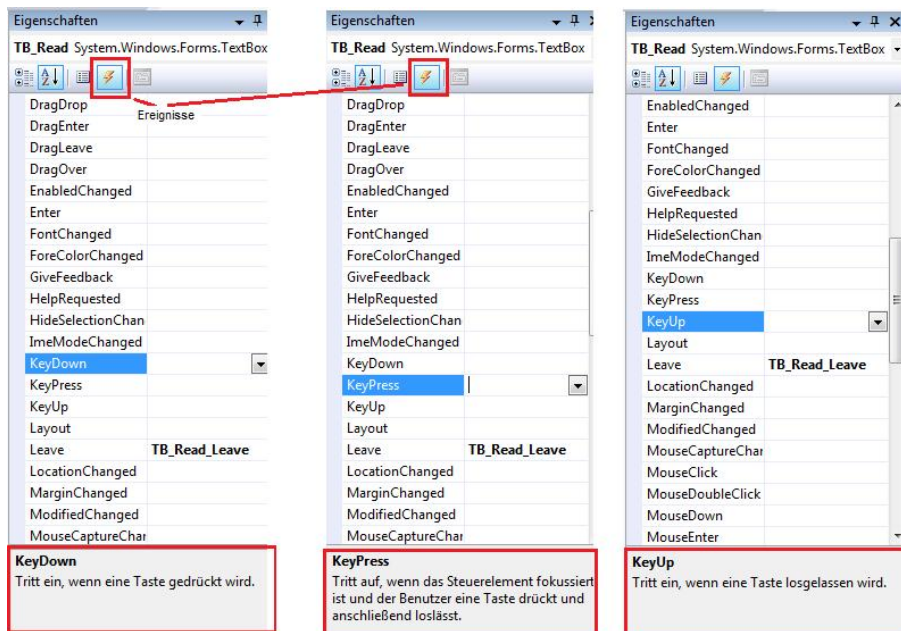 Eigenschaften
TB_Read System.Windows.Forms.TextBox
DragDrop
Ereignisse
DragEnter
DragLeave
DragOver
EnabledChanged
Enter
FontChanged
ForeColorChanged
GiveFeedback
HelpRequested
HideSelectionChan
ImeModeChanged
KeyDown
KeyPress
KeyUp
Layout
Leave TB_Read_Leave
LocationChanged
MarginChanged
ModifiedChanged
MouseCaptureChar
KeyDown
Tritt ein, wenn eine Taste gedrückt wird.
Eigenschaften
TB_Read System.Windows.Forms.TextBox
DragDrop
DragEnter
DragLeave
DragOver
EnabledChanged
Enter
FontChanged
ForeColorChanged
GiveFeedback
HelpRequested
HideSelectionChan
ImeModeChanged
KeyDown
KeyPress
KeyUp
Layout
Leave TB_Read_Leave
LocationChanged
MarginChanged
ModifiedChanged
MouseCaptureChar
KeyPress
Tritt auf, wenn das Steuerelement fokussiert
ist und der Benutzer eine Taste drückt und
anschließend loslässt.
Eigenschaften
TB_Read System.Windows.Forms.TextBox
EnabledChanged
Enter
FontChanged
ForeColorChanged
GiveFeedback
HelpRequested
HideSelectionChan
ImeModeChanged
KeyDown
KeyPress
KeyUp
Layout
Leave TB_Read_Leave
LocationChanged
MarginChanged
ModifiedChanged
MouseCaptureChar
MouseClick
MouseDoubleClick
MouseDown
MouseEnter
KeyUp
Tritt ein, wenn eine Taste losgelassen wird.